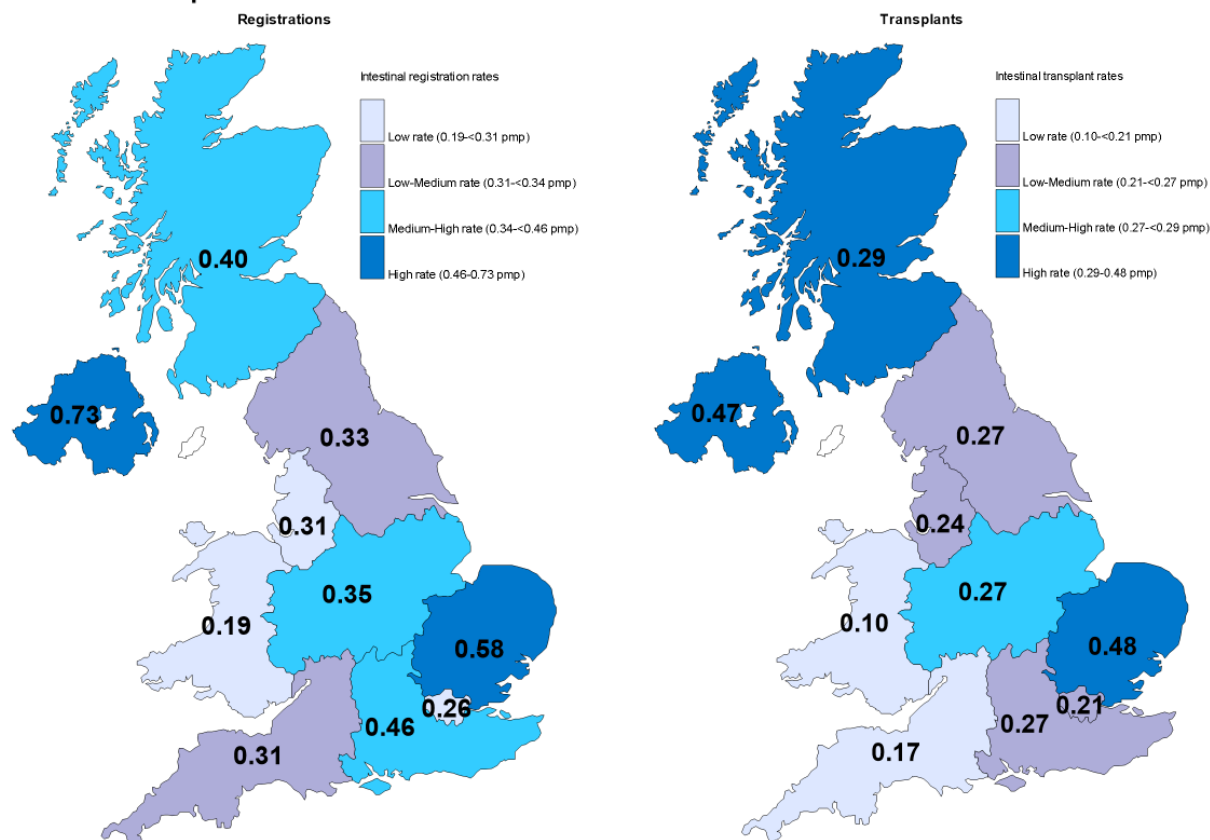 Registrations
Intestinal registration rates
Low rate (0.19-<0.31 pmp)
Low-Medium rate (0.31-<0.34 pmp)
Medium-High rate (0.34-<0.46 pmp)
High rate (0.46-0.73 pmp)
0.40
0.73
0.33
0.31
0.35
0.19
0.58
0.26
0.46
0.31
Transplants
Intestinal transplant rates
Low rate (0.10-<0.21 pmp)
Low-Medium rate (0.21-<0.27 pmp)
Medium-High rate (0.27-<0.29 pmp)
High rate (0.29-0.48 pmp)
0.29
0.47
0.27
0.24
0.27
0.10
0.48
0.21
0.27
0.17